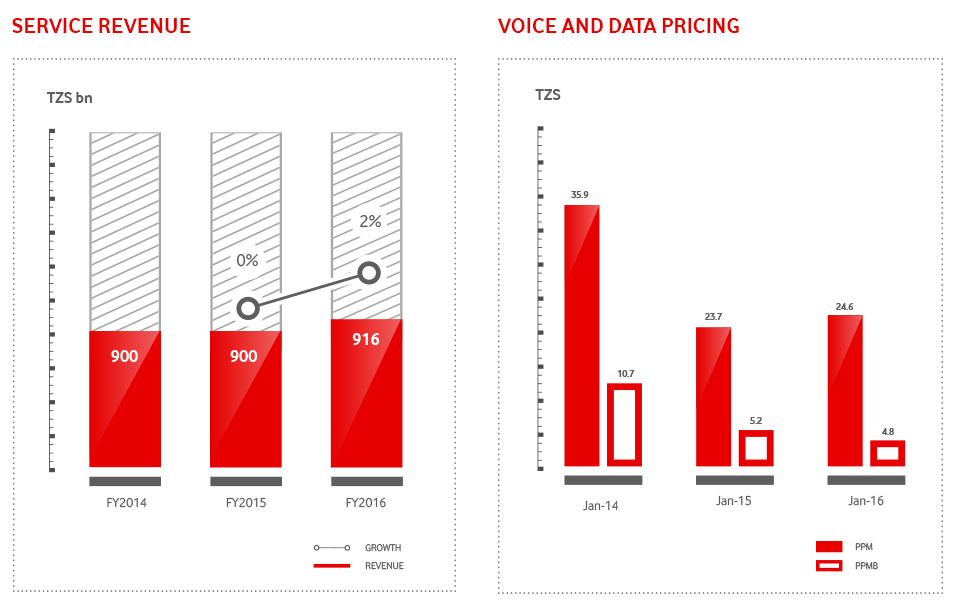 SERVICE REVENUE
TZS bn
0%
2%
900
900
916
FY2014
FY2015
FY2016
GROWTH
REVENUE
VOICE AND DATA PRICING
TZS
35.9
10.7
23.7
5.2
24.6
4.8
Jan-14
Jan-15
Jan-16
PPM
PPMB